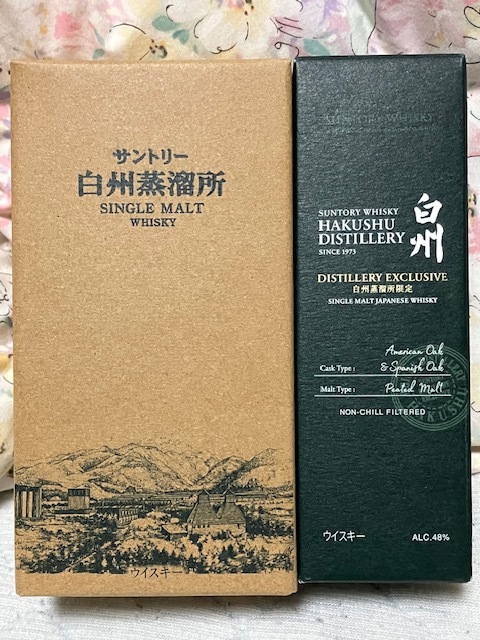 サントリー
白州蒸溜所
SINGLE MALT
WHISKY
ウイスキー
SUNTORY WHISKY
SUNTORY WHISKY
HAKUSHU
DISTILLERY
SINCE 1973
白州
DISTILLERY EXCLUSIVE
白州蒸溜所限定
SINGLE MALT JAPANESE WHISKY
American Oak
Cask Type : & Spanish Oak
Malt Type : Peated Malt
NON-CHILL FILTERED
ウイスキー ALC.48%